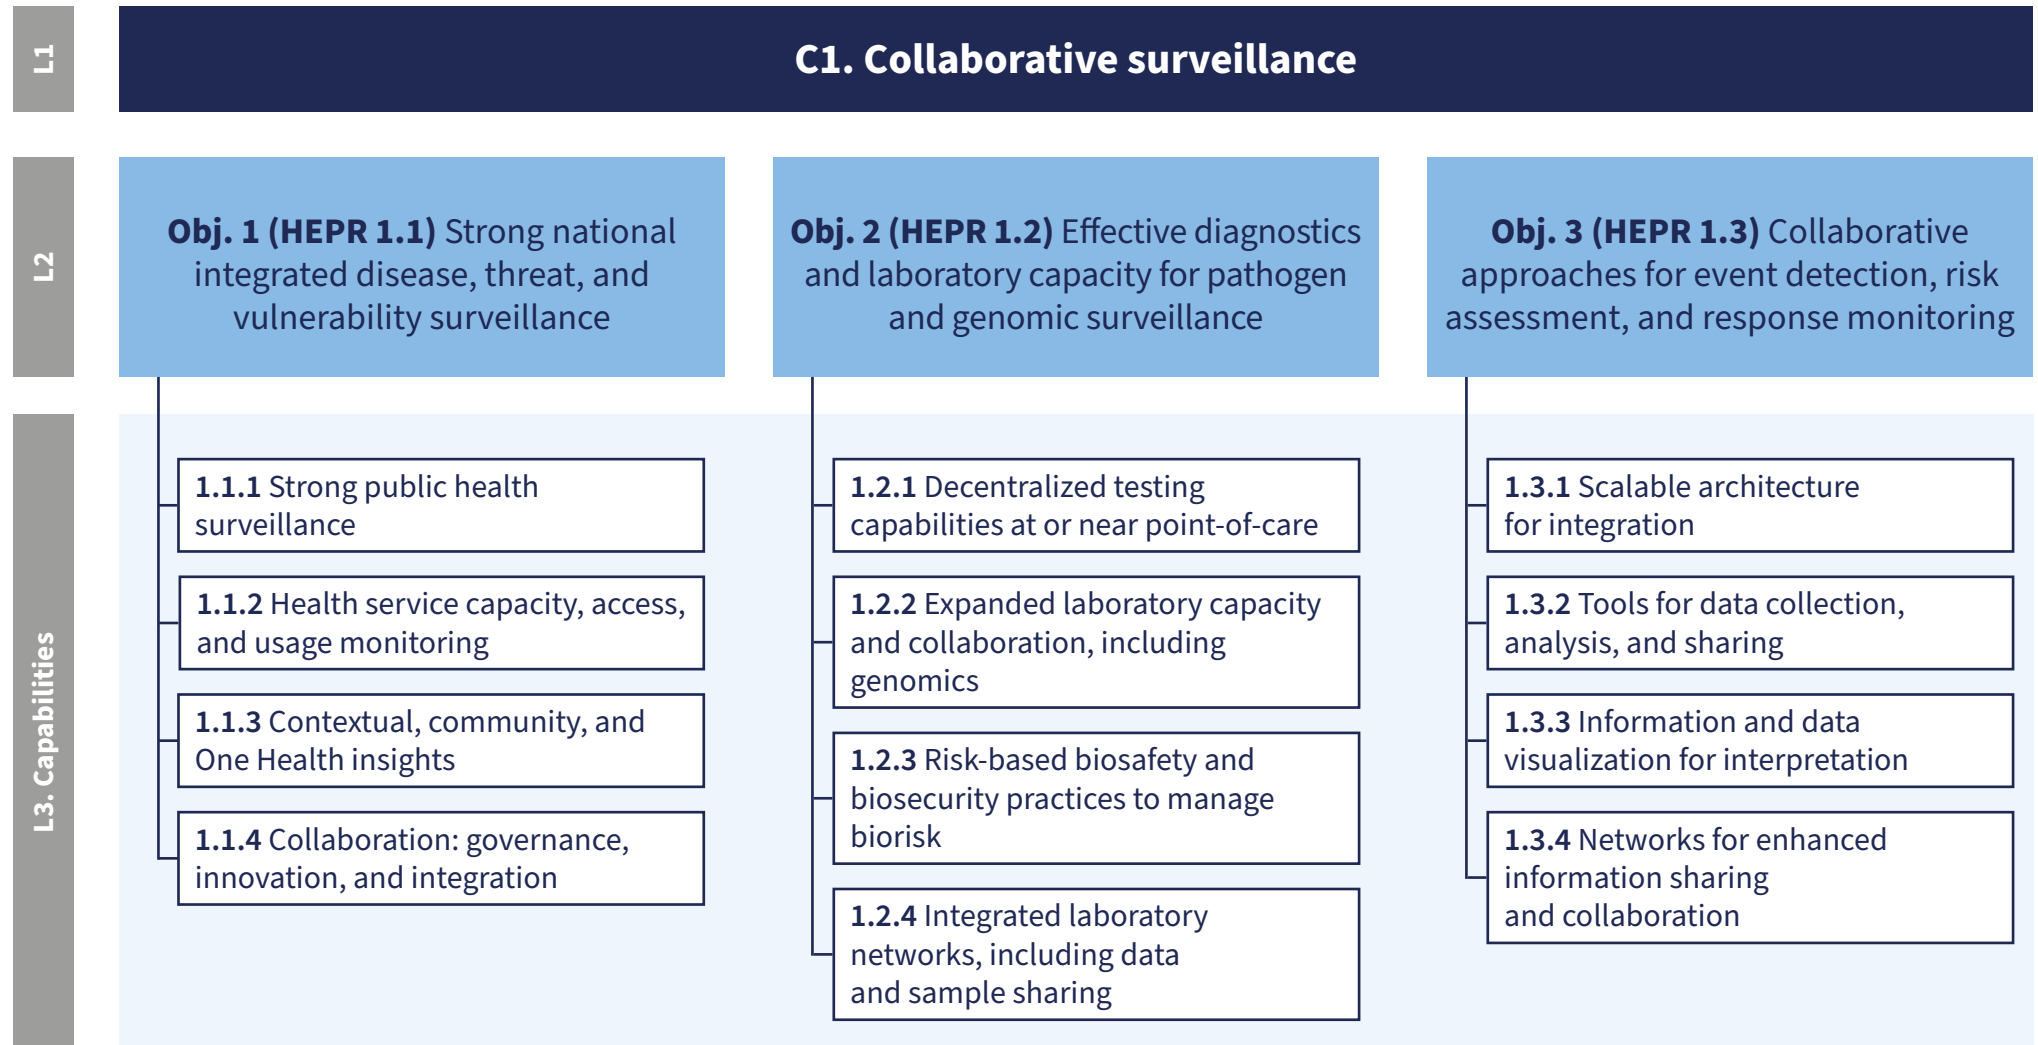 L1
C1. Collaborative surveillance
L2
Obj. 1 (HEPR 1.1) Strong national
integrated disease, threat, and
vulnerability surveillance
Obj. 2 (HEPR 1.2) Effective diagnostics
and laboratory capacity for pathogen
and genomic surveillance
Obj. 3 (HEPR 1.3) Collaborative
approaches for event detection, risk
assessment, and response monitoring
L3. Capabilities
1.1.1 Strong public health
surveillance
1.1.2 Health service capacity, access,
and usage monitoring
1.1.3 Contextual, community, and
One Health insights
1.1.4 Collaboration: governance,
innovation, and integration
1.2.1 Decentralized testing
capabilities at or near point-of-care
1.2.2 Expanded laboratory capacity
and collaboration, including
genomics
1.2.3 Risk-based biosafety and
biosecurity practices to manage
biorisk
1.2.4 Integrated laboratory
networks, including data
and sample sharing
1.3.1 Scalable architecture
for integration
1.3.2 Tools for data collection,
analysis, and sharing
1.3.3 Information and data
visualization for interpretation
1.3.4 Networks for enhanced
information sharing
and collaboration